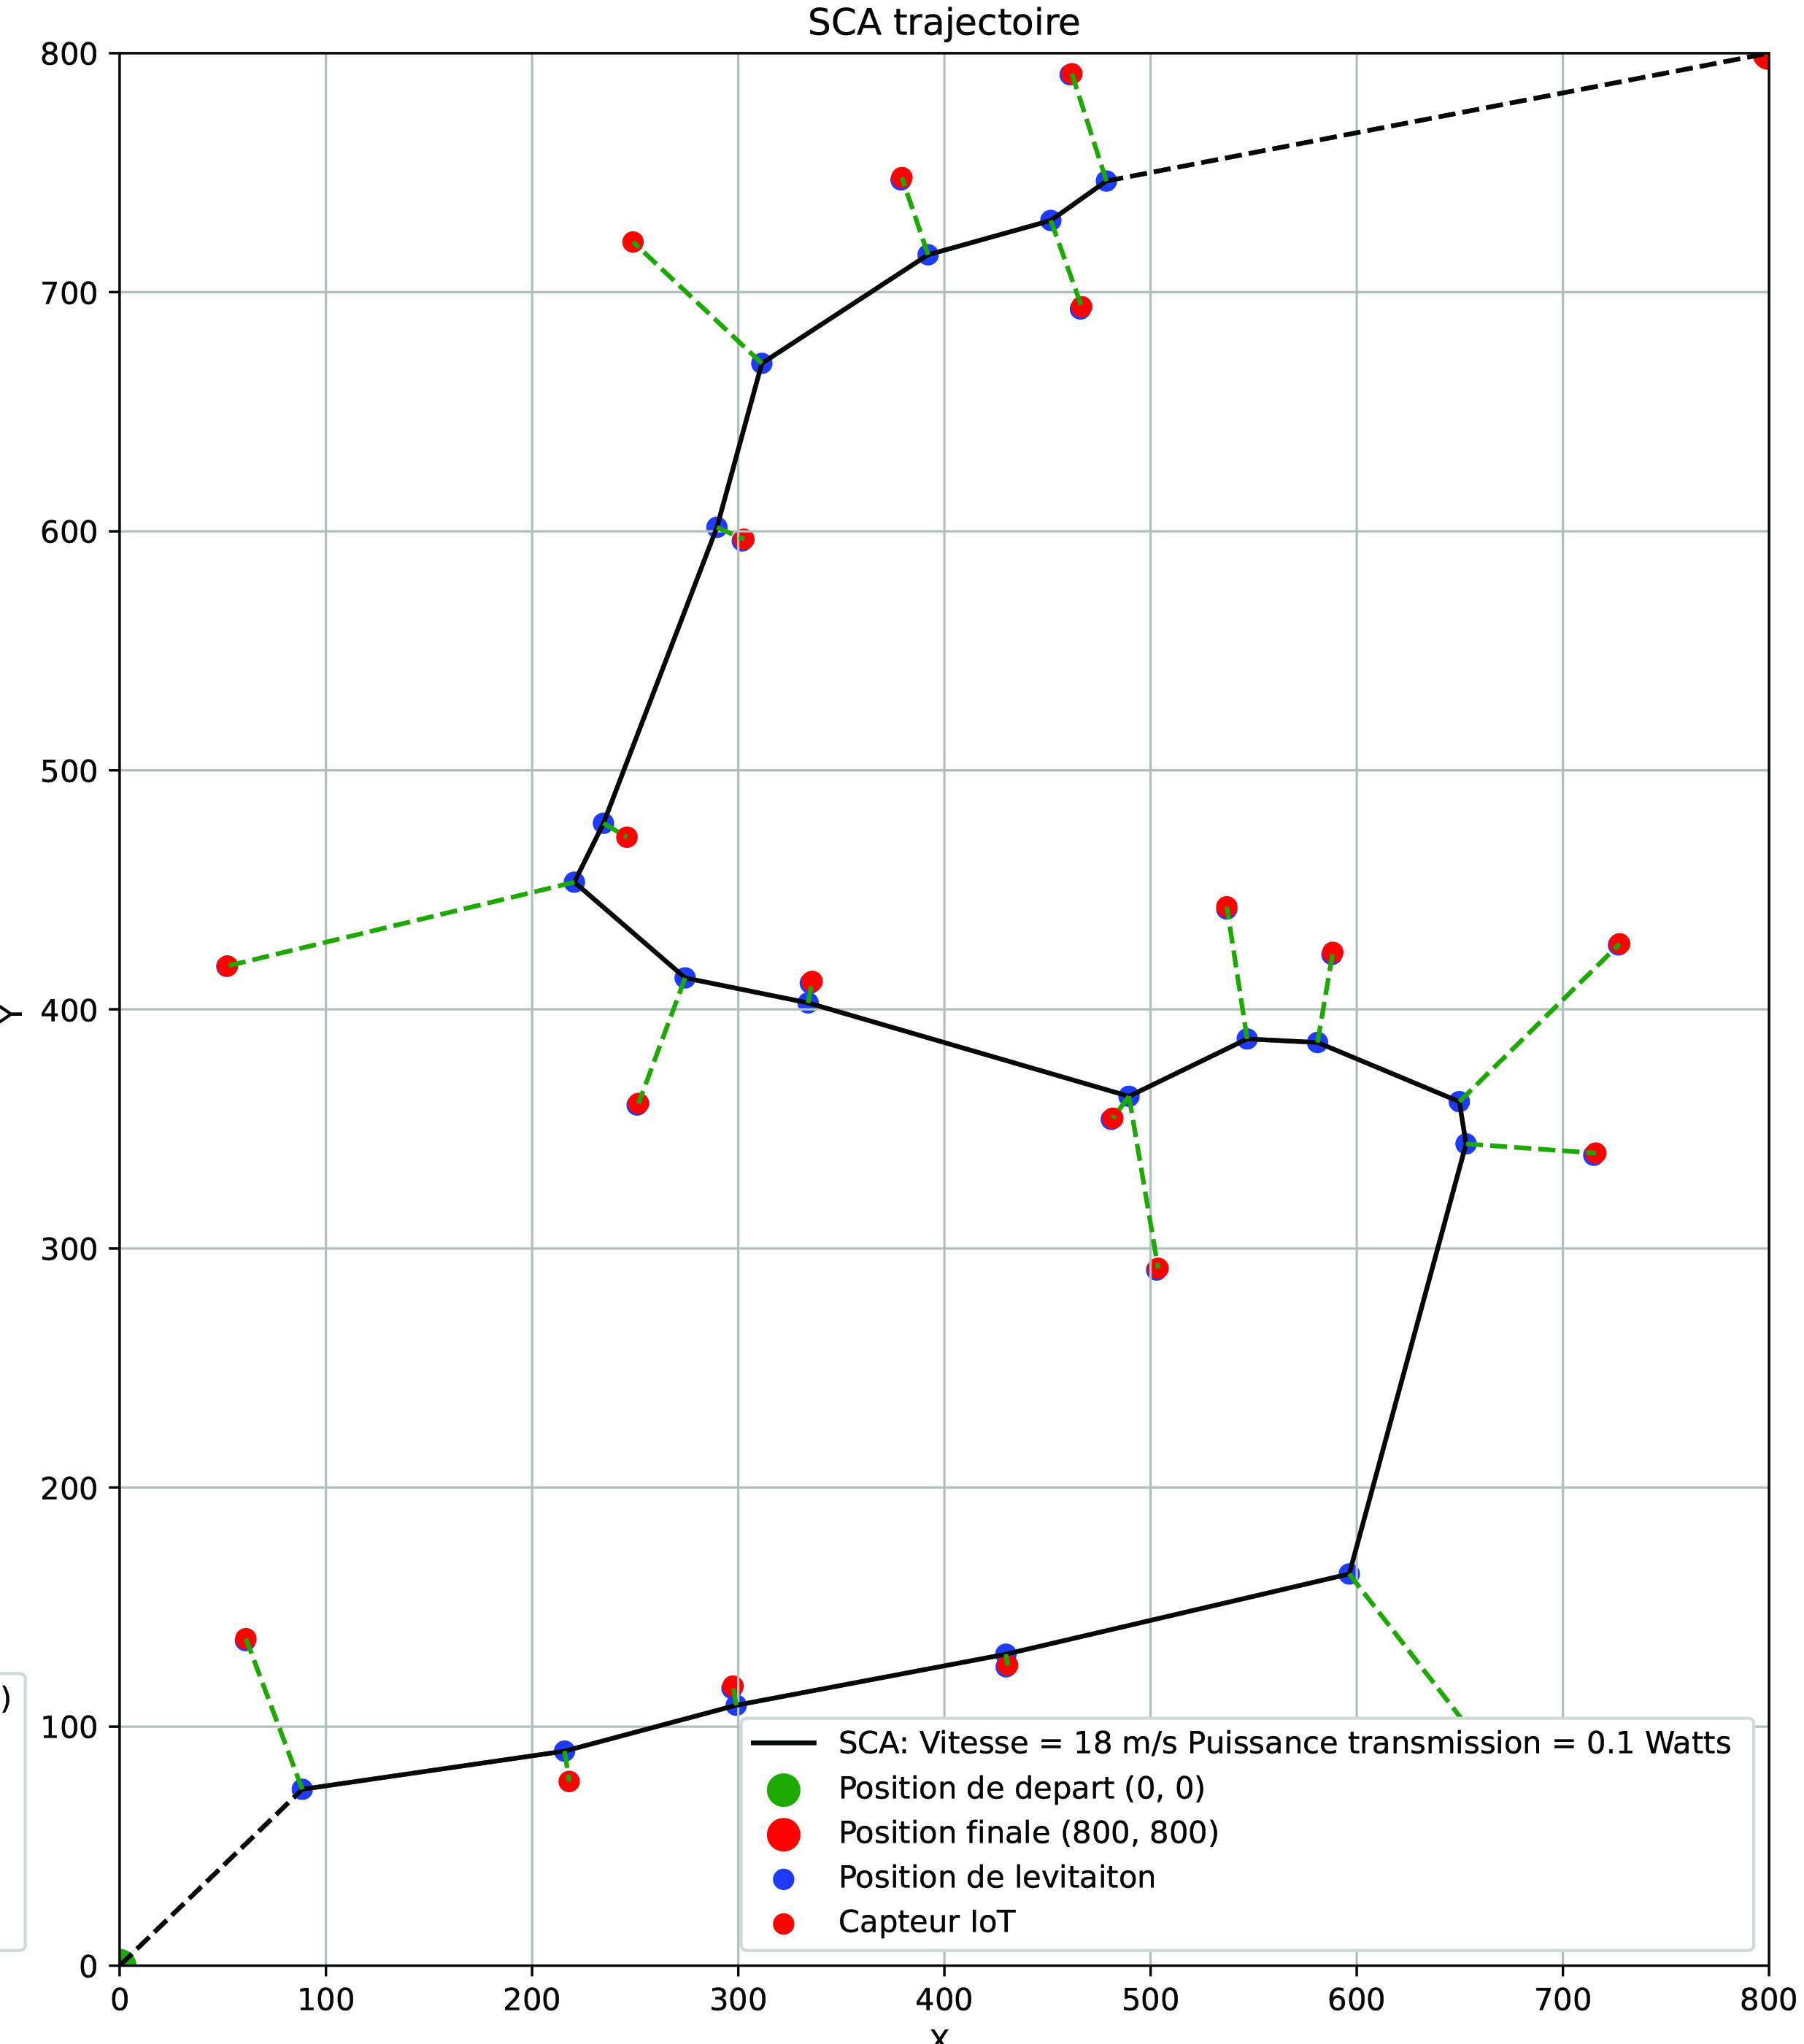 SCA trajectoire
800
700
600
500
400
300
200
100
0
Y
)
SCA: Vitesse = 18 m/s Puissance transmission = 0.1 Watts
Position de depart (0, 0)
Position finale (800, 800)
Position de levitaiton
Capteur IoT
0 100 200 300 400 500 600 700 800
X